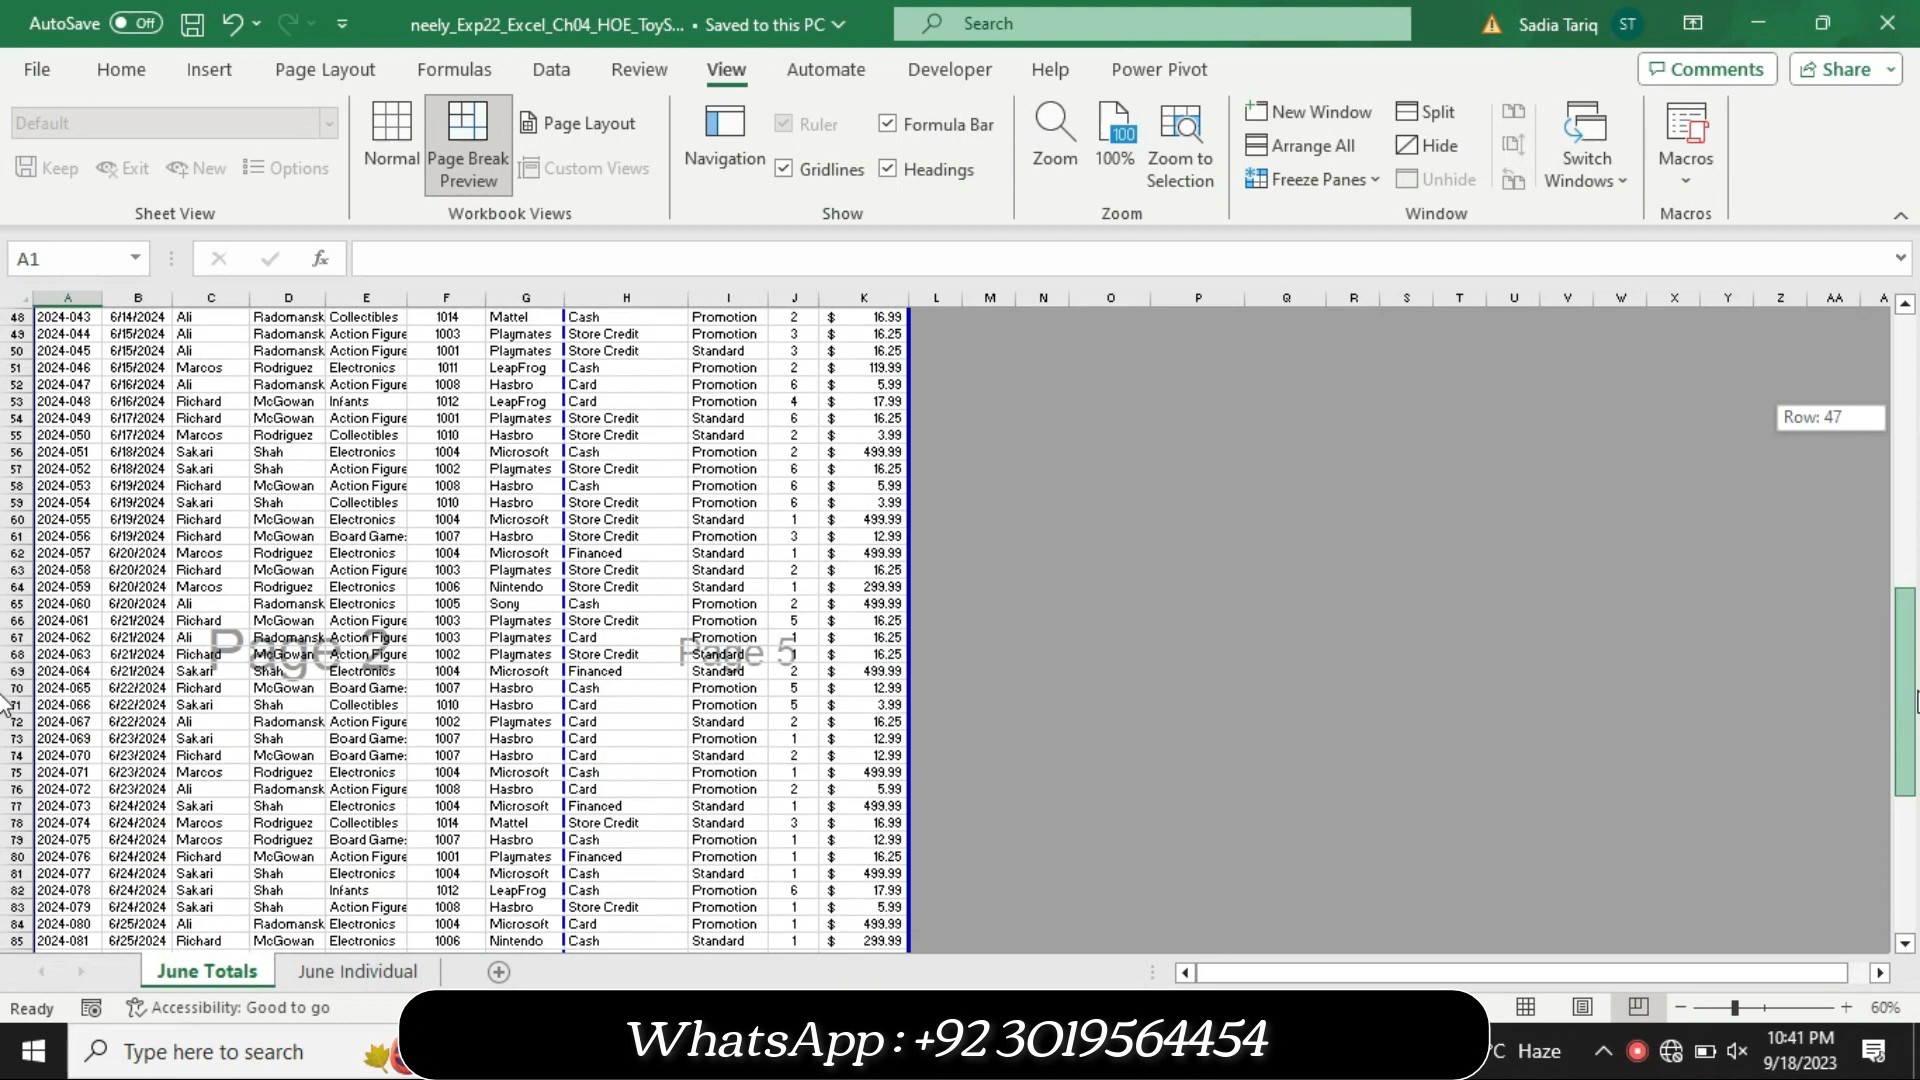 AutoSave Off neely_Exp22_Excel_Ch04_HOE_ToyS... • Saved to this PC Search Sadia Tariq ST
File Home Insert Page Layout Formulas Data Review View Automate Developer Help Power Pivot Comments Share
Default
Keep Exit New Options
Sheet View
Normal Page Break Preview Page Layout Custom Views
Workbook Views
Navigation Ruler Formula Bar
Gridlines Headings
Show
Zoom 100 100% Zoom to Selection
Zoom
New Window Split
Arrange All Hide
Freeze Panes Unhide
Switch Windows
Window
Macros
Macros
A1 fx
A B C D E F G H I J K L M N O P Q R S T U V W X Y Z AA A
48 2024-043 6/14/2024 Ali Radomansk Collectibles 1014 Mattel Cash Promotion 2 $ 16.99
49 2024-044 6/15/2024 Ali Radomansk Action Figure 1003 Playmates Store Credit Promotion 3 $ 16.25
50 2024-045 6/15/2024 Ali Radomansk Action Figure 1001 Playmates Store Credit Standard 3 $ 16.25
51 2024-046 6/15/2024 Marcos Rodriguez Electronics 1011 LeapFrog Cash Promotion 2 $ 119.99
52 2024-047 6/16/2024 Ali Radomansk Action Figure 1008 Hasbro Card Promotion 6 $ 5.99
53 2024-048 6/16/2024 Richard McGowan Infants 1012 LeapFrog Card Promotion 4 $ 17.99
54 2024-049 6/17/2024 Richard McGowan Action Figure 1001 Playmates Store Credit Standard 6 $ 16.25
55 2024-050 6/17/2024 Marcos Rodriguez Collectibles 1010 Hasbro Store Credit Standard 2 $ 3.99
56 2024-051 6/18/2024 Sakari Shah Electronics 1004 Microsoft Cash Promotion 2 $ 499.99
57 2024-052 6/18/2024 Sakari Shah Action Figure 1002 Playmates Store Credit Promotion 6 $ 16.25
58 2024-053 6/19/2024 Richard McGowan Action Figure 1008 Hasbro Cash Promotion 6 $ 5.99
59 2024-054 6/19/2024 Sakari Shah Collectibles 1010 Hasbro Store Credit Promotion 6 $ 3.99
60 2024-055 6/19/2024 Richard McGowan Electronics 1004 Microsoft Store Credit Standard 1 $ 499.99
61 2024-056 6/19/2024 Richard McGowan Board Game: 1007 Hasbro Store Credit Promotion 3 $ 12.99
62 2024-057 6/20/2024 Marcos Rodriguez Electronics 1004 Microsoft Financed Standard 1 $ 499.99
63 2024-058 6/20/2024 Richard McGowan Action Figure 1003 Playmates Store Credit Standard 2 $ 16.25
64 2024-059 6/20/2024 Marcos Rodriguez Electronics 1006 Nintendo Store Credit Standard 1 $ 299.99
65 2024-060 6/20/2024 Ali Radomansk Electronics 1005 Sony Cash Promotion 2 $ 499.99
66 2024-061 6/21/2024 Richard McGowan Action Figure 1003 Playmates Store Credit Promotion 5 $ 16.25
67 2024-062 6/21/2024 Ali Radomansk Action Figure 1003 Playmates Card Promotion 1 $ 16.25
68 2024-063 6/21/2024 Richard McGowan Action Figure 1002 Playmates Store Credit Standard 1 $ 16.25
69 2024-064 6/21/2024 Sakari Shah Electronics 1004 Microsoft Financed Standard 2 $ 499.99
70 2024-065 6/22/2024 Richard McGowan Board Game: 1007 Hasbro Cash Promotion 5 $ 12.99
71 2024-066 6/22/2024 Sakari Shah Collectibles 1010 Hasbro Card Promotion 5 $ 3.99
72 2024-067 6/22/2024 Ali Radomansk Action Figure 1002 Playmates Card Standard 2 $ 16.25
73 2024-069 6/23/2024 Sakari Shah Board Game: 1007 Hasbro Card Promotion 1 $ 12.99
74 2024-070 6/23/2024 Richard McGowan Board Game: 1007 Hasbro Card Standard 2 $ 12.99
75 2024-071 6/23/2024 Marcos Rodriguez Electronics 1004 Microsoft Cash Promotion 1 $ 499.99
76 2024-072 6/23/2024 Ali Radomansk Action Figure 1008 Hasbro Card Promotion 2 $ 5.99
77 2024-073 6/24/2024 Sakari Shah Electronics 1004 Microsoft Financed Standard 1 $ 499.99
78 2024-074 6/24/2024 Marcos Rodriguez Collectibles 1014 Mattel Store Credit Standard 3 $ 16.99
79 2024-075 6/24/2024 Marcos Rodriguez Board Game: 1007 Hasbro Cash Promotion 1 $ 12.99
80 2024-076 6/24/2024 Richard McGowan Action Figure 1001 Playmates Financed Promotion 1 $ 16.25
81 2024-077 6/24/2024 Sakari Shah Electronics 1004 Microsoft Cash Standard 1 $ 499.99
82 2024-078 6/24/2024 Sakari Shah Infants 1012 LeapFrog Cash Promotion 6 $ 17.99
83 2024-079 6/24/2024 Sakari Shah Action Figure 1008 Hasbro Store Credit Promotion 1 $ 5.99
84 2024-080 6/25/2024 Ali Radomansk Electronics 1004 Microsoft Card Promotion 1 $ 499.99
85 2024-081 6/25/2024 Richard McGowan Electronics 1006 Nintendo Cash Standard 1 $ 299.99
Page 2 Page 5
Row: 47
June Totals June Individual
Ready Accessibility: Good to go 60%
WhatsApp : +92 3019564454
Type here to search °C Haze 10:41 PM
9/18/2023